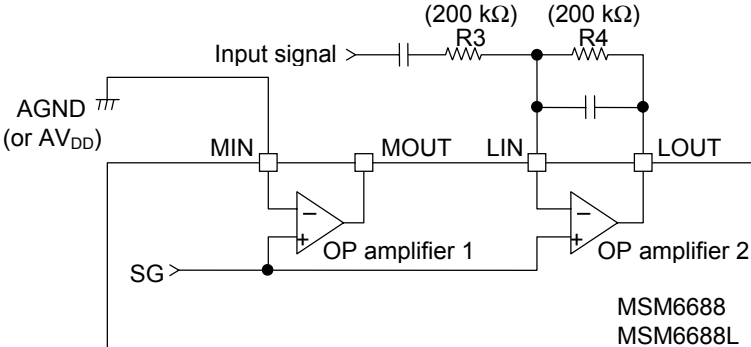 (200 kΩ) (200 kΩ)
R3 R4
Input signal
AGND
(or AV_DD)
MIN MOUT LIN LOUT
OP amplifier 1 OP amplifier 2
SG
MSM6688
MSM6688L